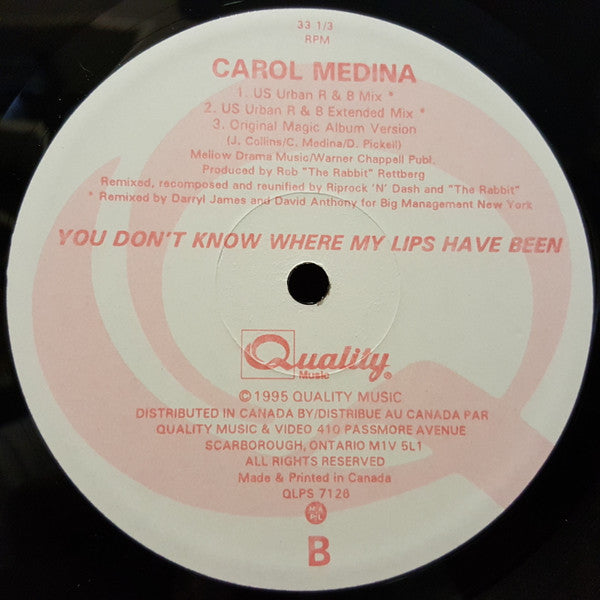 33 1/3
RPM
CAROL MEDINA
1. US Urban R & B Mix *
2. US Urban R & B Extended Mix *
3. Original Magic Album Version
(J. Collins/C. Medina/D. Pickell)
Mellow Drama Music/Warner Chappell Publ.
Produced by Rob "The Rabbit" Rettberg
Remixed, recomposed and reunified by Riprock 'N' Dash and "The Rabbit"
* Remixed by Darryl James and David Anthony for Big Management New York
YOU DON'T KNOW WHERE MY LIPS HAVE BEEN
Quality
Music ®
©1995 QUALITY MUSIC
DISTRIBUTED IN CANADA BY/DISTRIBUE AU CANADA PAR
QUALITY MUSIC & VIDEO 410 PASSMORE AVENUE
SCARBOROUGH, ONTARIO M1V 5L1
ALL RIGHTS RESERVED
Made & Printed in Canada
QLPS 7128
MAPL
B